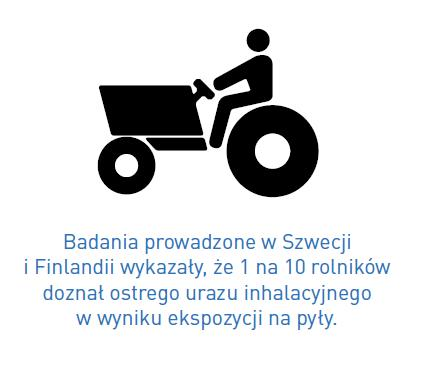 Badania prowadzone w Szwecji
i Finlandii wykazały, że 1 na 10 rolników
doznał ostrego urazu inhalacyjnego
w wyniku ekspozycji na pyły.